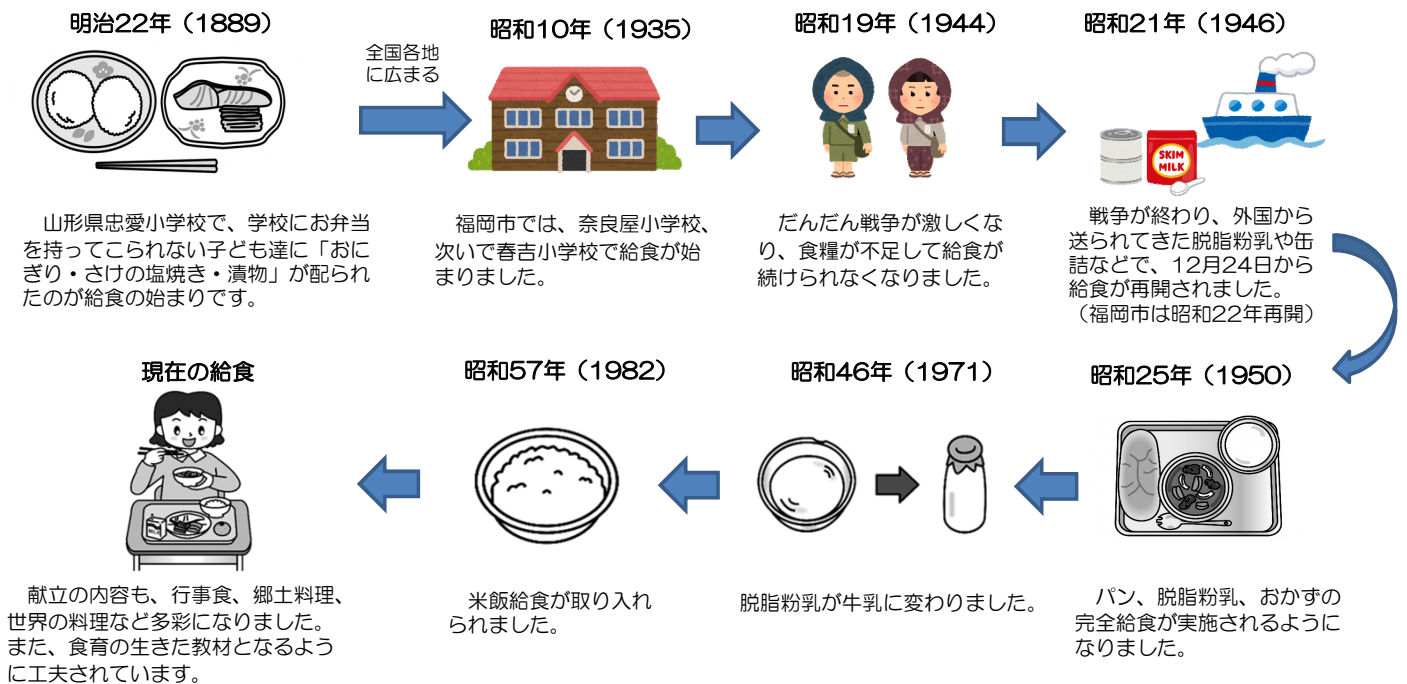 明治22年（1889）
山形県忠愛小学校で、学校にお弁当
を持ってこられない子ども達に「おに
ぎり・さけの塩焼き・漬物」が配られ
たのが給食の始まりです。
全国各地
に広まる
昭和10年（1935）
福岡市では、奈良屋小学校、
次いで春吉小学校で給食が始
まりました。
昭和19年（1944）
だんだん戦争が激しくな
り、食糧が不足して給食が
続けられなくなりました。
昭和21年（1946）
SKIM
MILK
戦争が終わり、外国から
送られてきた脱脂粉乳や缶
詰などで、12月24日から
給食が再開されました。
（福岡市は昭和22年再開）
昭和25年（1950）
パン、脱脂粉乳、おかずの
完全給食が実施されるように
なりました。
昭和46年（1971）
脱脂粉乳が牛乳に変わりました。
昭和57年（1982）
米飯給食が取り入れ
られました。
現在の給食
献立の内容も、行事食、郷土料理、
世界の料理など多彩になりました。
また、食育の生きた教材となるよう
に工夫されています。